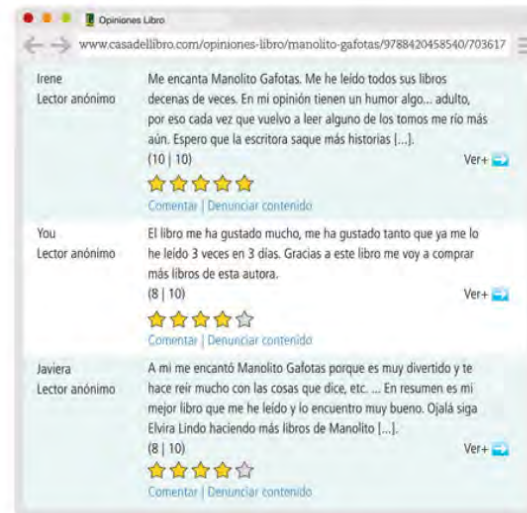 Opiniones Libro
www.casadellibro.com/opiniones-libro/manolito-gafotas/9788420458540/703617
Irene
Lector anónimo
Me encanta Manolito Gafotas. Me he leído todos sus libros
decenas de veces. En mi opinión tienen un humor algo... adulto,
por eso cada vez que vuelvo a leer alguno de los tomos me río más
aún. Espero que la escritora saque más historias [...].
(10 | 10)
Ver+
Comentar | Denunciar contenido
You
Lector anónimo
El libro me ha gustado mucho, me ha gustado tanto que ya me lo
he leído 3 veces en 3 días. Gracias a este libro me voy a comprar
más libros de esta autora.
(8 | 10)
Ver+
Comentar | Denunciar contenido
Javiera
Lector anónimo
A mi me encantó Manolito Gafotas porque es muy divertido y te
hace reír mucho con las cosas que dice, etc. ... En resumen es mi
mejor libro que me he leído y lo encuentro muy bueno. Ojalá siga
Elvira Lindo haciendo más libros de Manolito [...].
(8 | 10)
Ver+
Comentar | Denunciar contenido